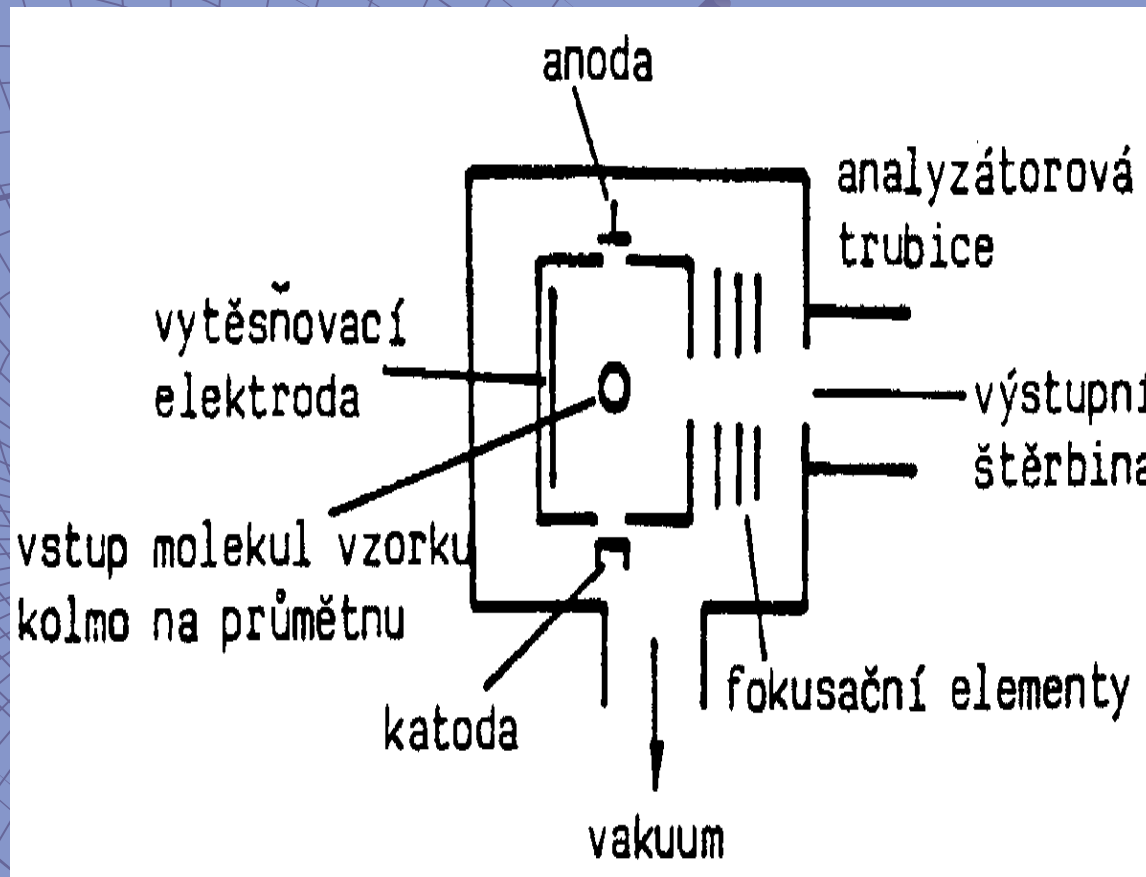 anoda
analyzátorová
trubice
vytěsňovací
elektroda
výstupní
štěrbina
vstup molekul vzorku
kolmo na průmětnu
fokusační elementy
katoda
vakuum